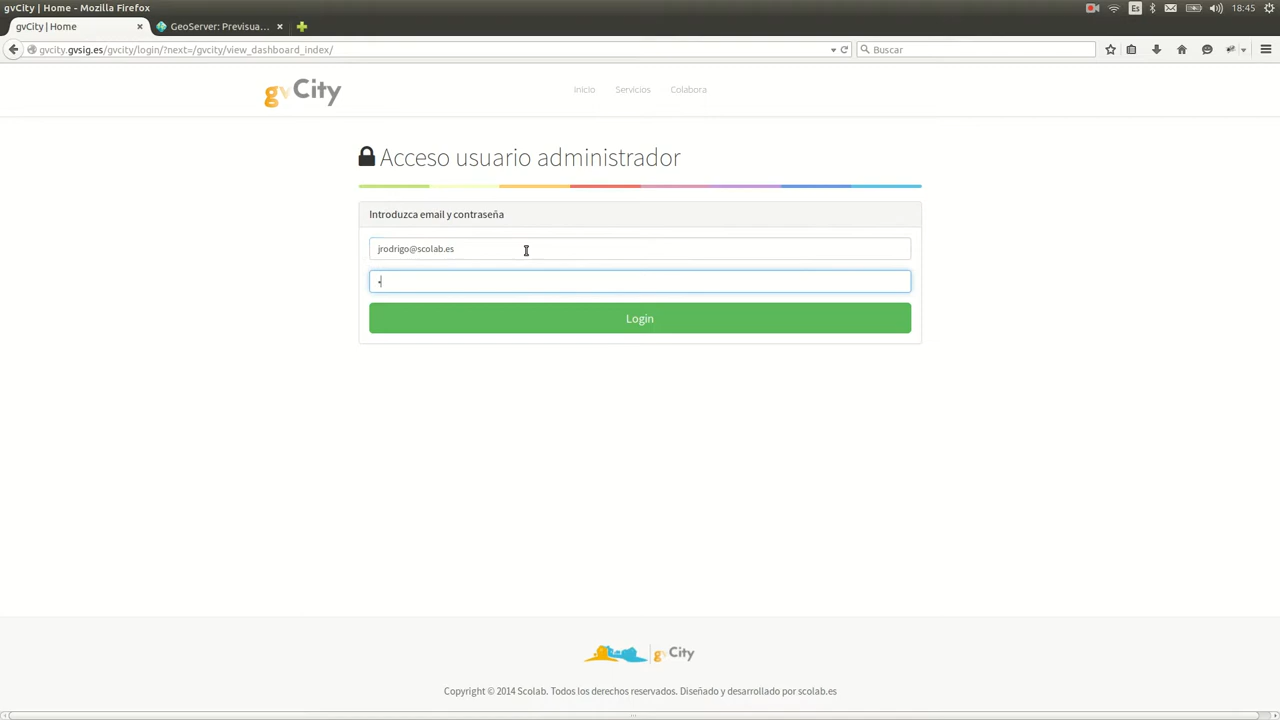 gvCity | Home - Mozilla Firefox
Es
18:45
gvCity | Home
GeoServer: Previsua...
gvcity.gvsig.es/gvcity/login/?next=/gvcity/view_dashboard_index/
Buscar
gvCity
Inicio
Servicios
Colabora
Acceso usuario administrador
Introduzca email y contraseña
jrodrigo@scolab.es
Login
gvCity
Copyright © 2014 Scolab. Todos los derechos reservados. Diseñado y desarrollado por scolab.es